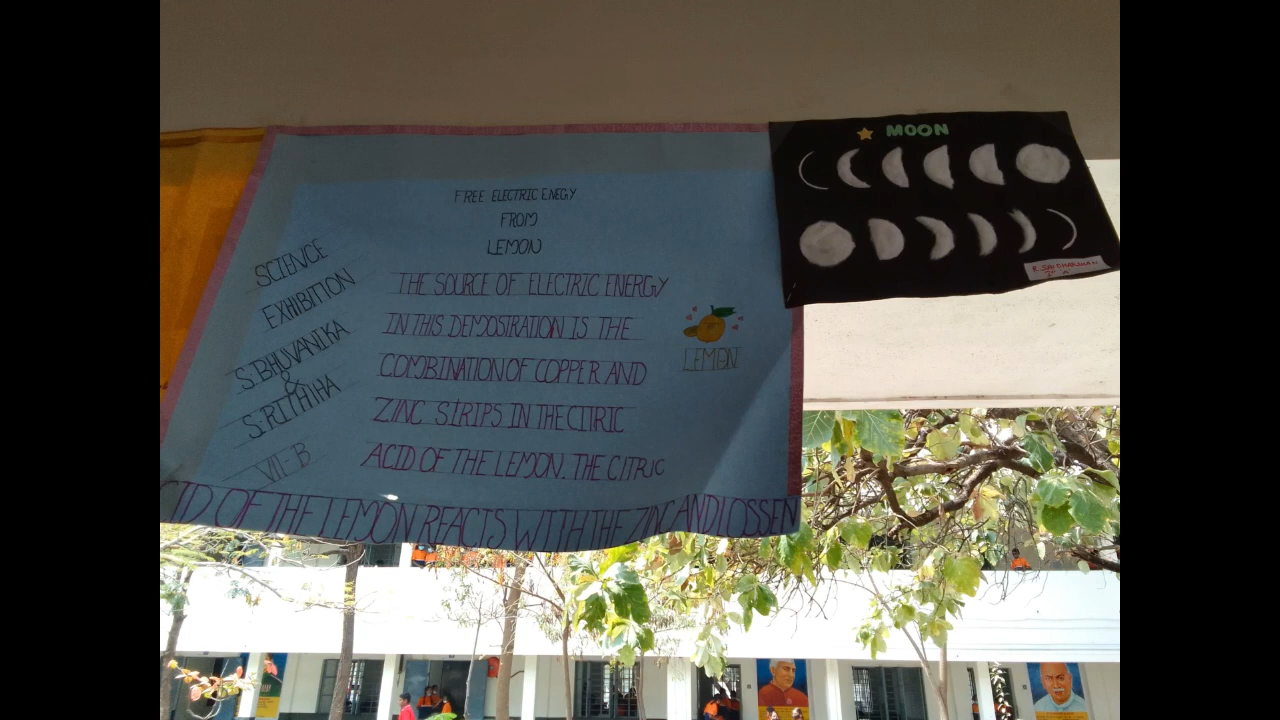 FREE ELECTRIC ENEGY
FROM
LEMON
SCIENCE
EXHIBITION
S.BHUVANIKA
&
S.RITHIHA
VII-B
THE SOURCE OF ELECTRIC ENERGY
IN THIS DEMOSTRATION IS THE
COMBINATION OF COPPER AND
ZINC STRIPS IN THE CITRIC
ACID OF THE LEMON. THE CITRIC
CID OF THE LEMON REACTS WITH THE ZINC AND LOSSEN
LEMON
MOON
R.SAIDHARSHAN